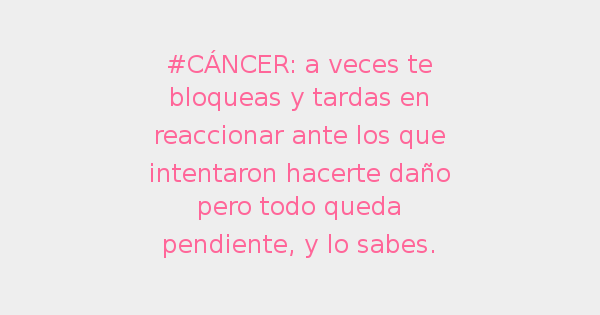 #CÁNCER: a veces te
bloqueas y tardas en
reaccionar ante los que
intentaron hacerte daño
pero todo queda
pendiente, y lo sabes.